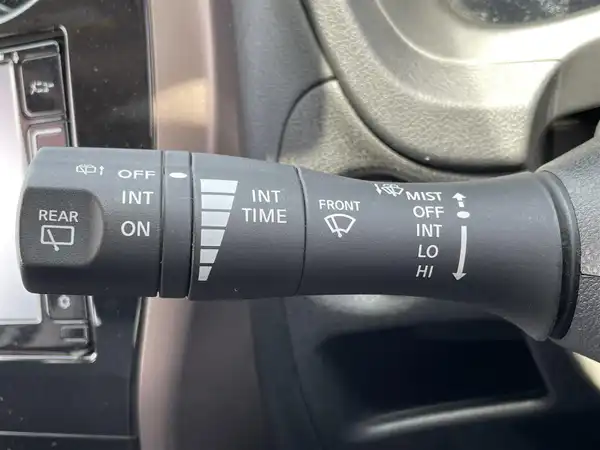 REAR
OFF
INT
ON
INT
TIME
FRONT
MIST
OFF
INT
LO
HI